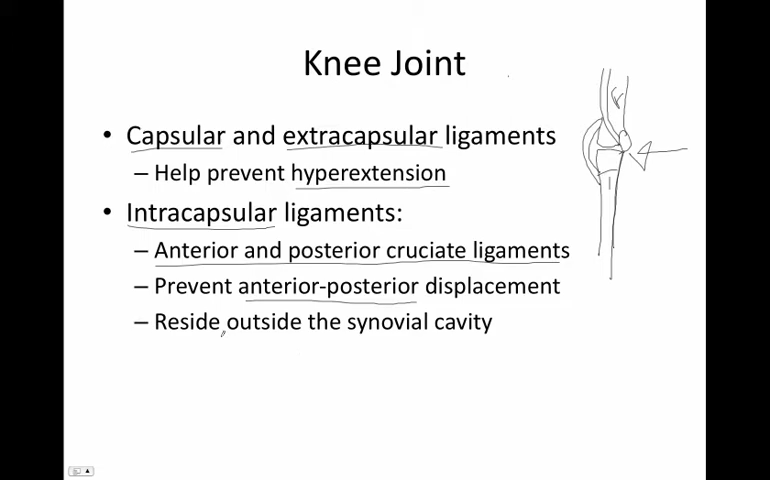 Knee Joint
• Capsular and extracapsular ligaments
– Help prevent hyperextension
• Intracapsular ligaments:
– Anterior and posterior cruciate ligaments
– Prevent anterior-posterior displacement
– Reside outside the synovial cavity